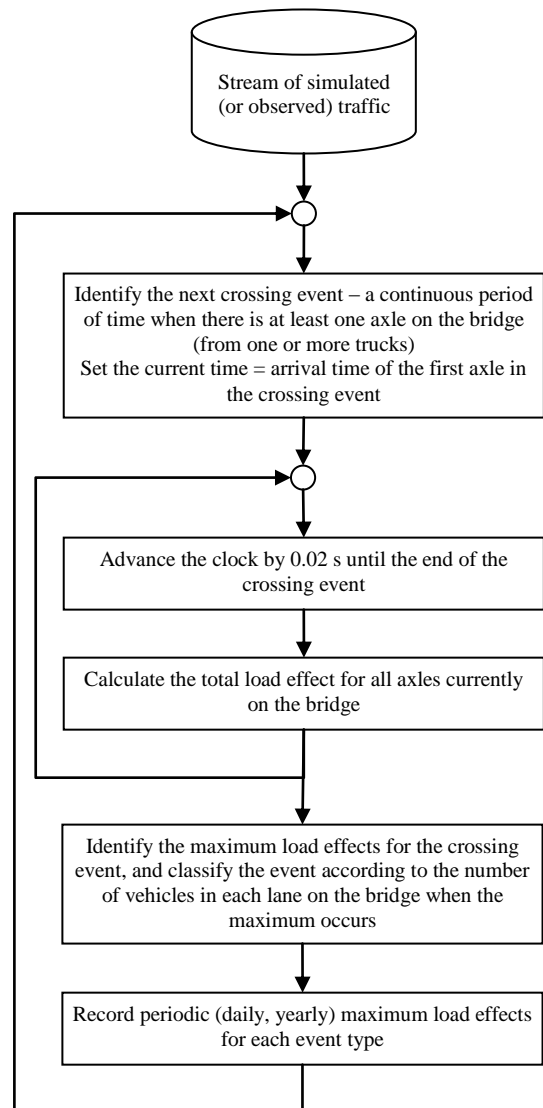 Stream of simulated
(or observed) traffic
Identify the next crossing event – a continuous period
of time when there is at least one axle on the bridge
(from one or more trucks)
Set the current time = arrival time of the first axle in
the crossing event
Advance the clock by 0.02 s until the end of the
crossing event
Calculate the total load effect for all axles currently
on the bridge
Identify the maximum load effects for the crossing
event, and classify the event according to the number
of vehicles in each lane on the bridge when the
maximum occurs
Record periodic (daily, yearly) maximum load effects
for each event type